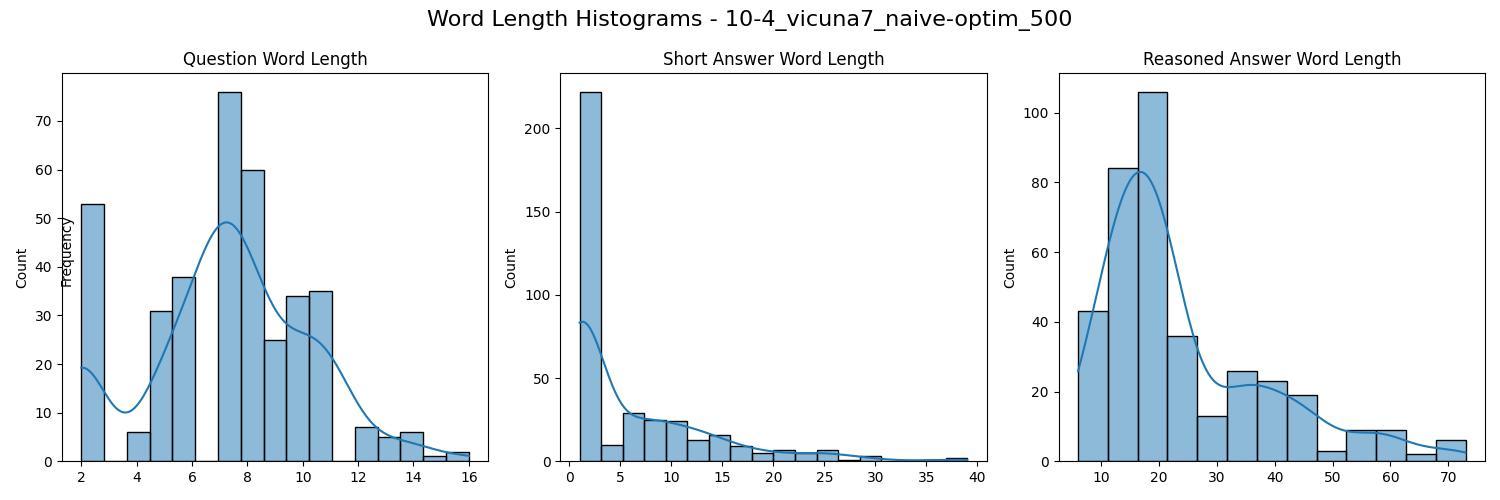 Word Length Histograms - 10-4_vicuna7_naive-optim_500
Question Word Length
Count
Frequency
70
60
50
40
30
20
10
0
2 4 6 8 10 12 14 16
Short Answer Word Length
Count
200
150
100
50
0
0 5 10 15 20 25 30 35 40
Reasoned Answer Word Length
Count
100
80
60
40
20
0
10 20 30 40 50 60 70